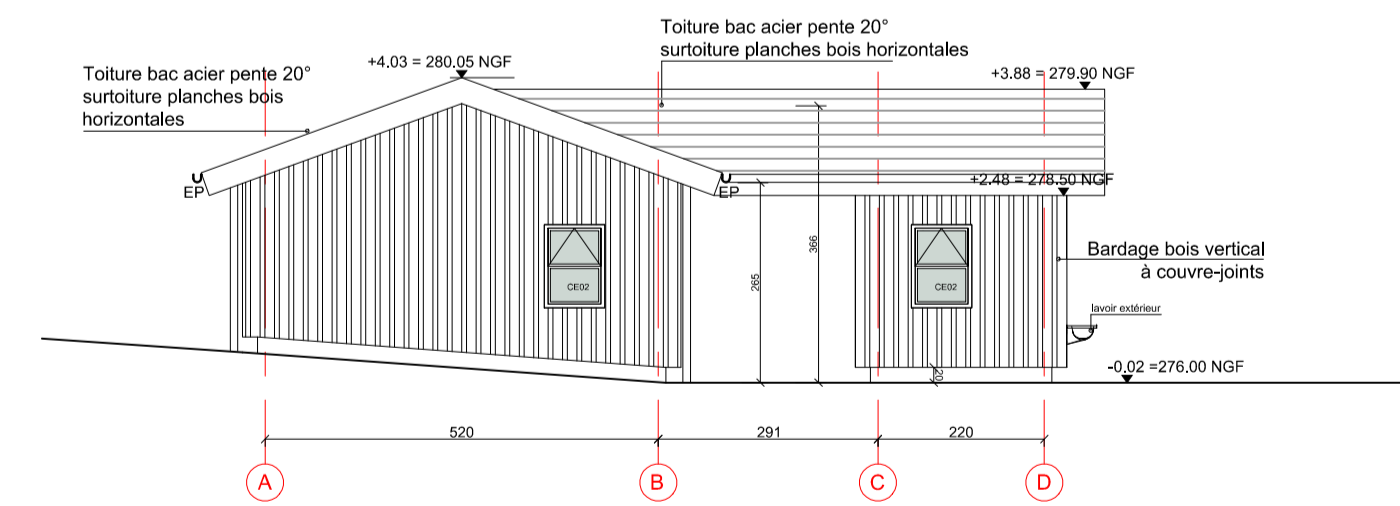 Toiture bac acier pente 20°
surtoiture planches bois horizontales
+4.03 = 280.05 NGF
Toiture bac acier pente 20°
surtoiture planches bois
horizontales
+3.88 = 279.90 NGF
EP
EP
+2.48 = 278.50 NGF
366
265
Bardage bois vertical
à couvre-joints
CE02
CE02
lavoir extérieur
20
-0.02 =276.00 NGF
520
291
220
A
B
C
D